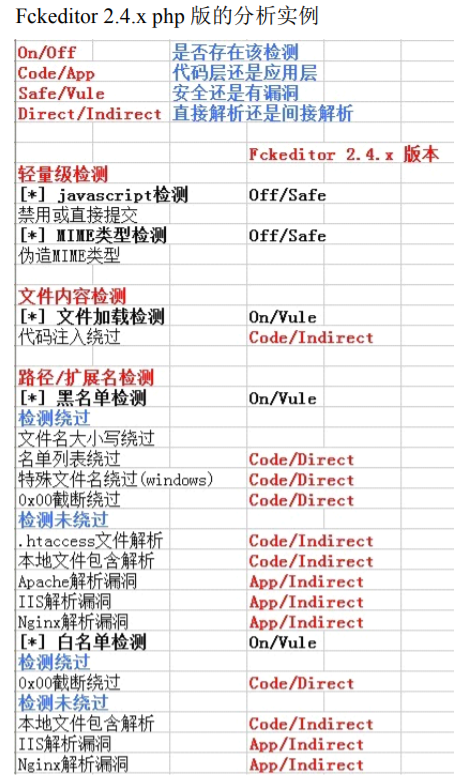 Fckeditor 2.4.x php 版的分析实例
On/Off 是否存在该检测
Code/App 代码层还是应用层
Safe/Vule 安全还是有漏洞
Direct/Indirect 直接解析还是间接解析
Fckeditor 2.4.x 版本
轻量级检测
[*] javascript检测 Off/Safe
禁用或直接提交
[*] MIME类型检测 Off/Safe
伪造MIME类型
文件内容检测
[*] 文件加载检测 On/Vule
代码注入绕过 Code/Indirect
路径/扩展名检测
[*] 黑名单检测 On/Vule
检测绕过
文件名大小写绕过
名单列表绕过 Code/Direct
特殊文件名绕过(windows) Code/Direct
0x00截断绕过 Code/Direct
检测未绕过
.htaccess文件解析 Code/Indirect
本地文件包含解析 Code/Indirect
Apache解析漏洞 App/Indirect
IIS解析漏洞 App/Indirect
Nginx解析漏洞 App/Indirect
[*] 白名单检测 On/Vule
检测绕过
0x00截断绕过 Code/Direct
检测未绕过
本地文件包含解析 Code/Indirect
IIS解析漏洞 App/Indirect
Nginx解析漏洞 App/Indirect